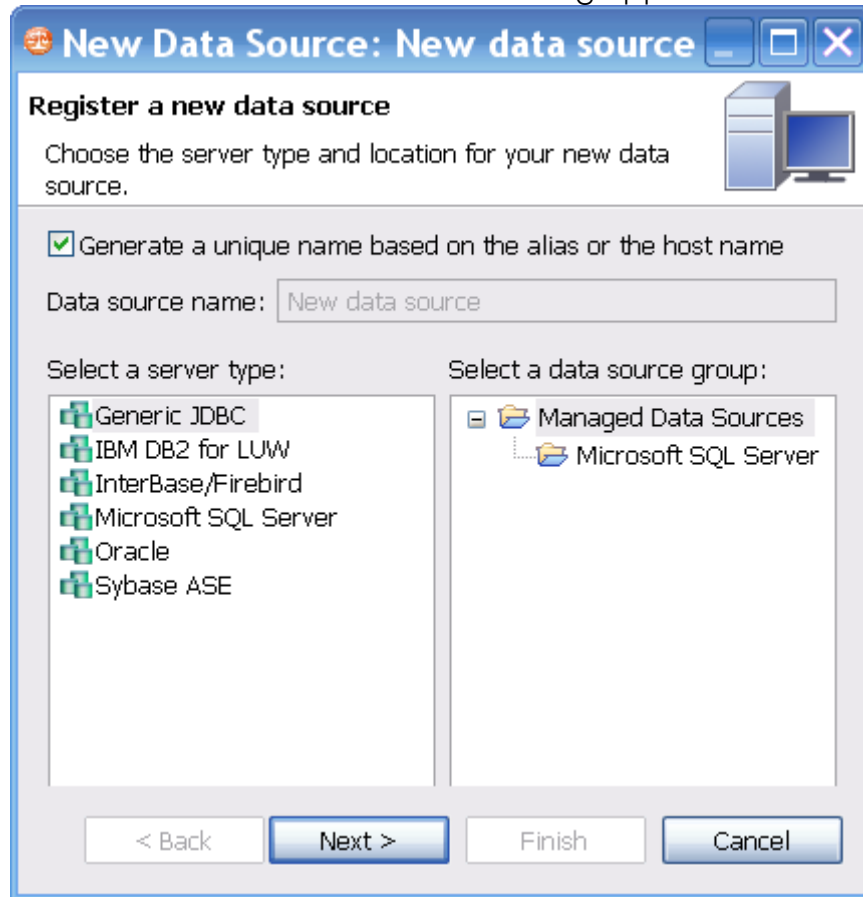 New Data Source: New data source
Register a new data source
Choose the server type and location for your new data
source.
Generate a unique name based on the alias or the host name
Data source name: New data source
Select a server type: Select a data source group:
Generic JDBC
IBM DB2 for LUW
InterBase/Firebird
Microsoft SQL Server
Oracle
Sybase ASE
Managed Data Sources
Microsoft SQL Server
< Back Next > Finish Cancel